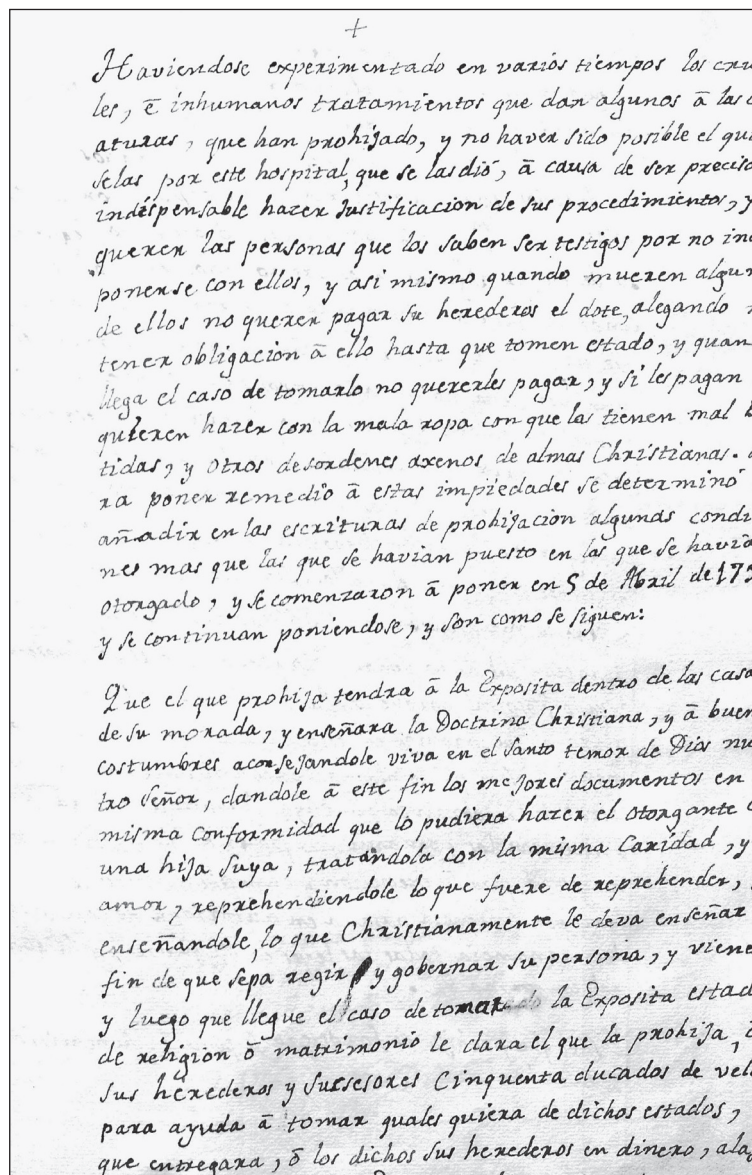 +
Haviendose experimentado en varios tiempos los cru
les, ē inhumanos tratamientos que dan algunos ā las
aturas, que han prohijado, y no haver sido posible el qu
selas por este hospital, que se las dió, ā causa de ser preciso
indispensable hazer Justificacion de sus procedimientos, y
querer las personas que los saben ser testigos por no in
ponerse con ellos, y asi mismo quando mueren algun
de ellos no queren pagar su herederos el dote, alegando
tener obligacion ā ello hasta que tomen estado, y quan
llega el caso de tomarlo no quererles pagar, y si les pagan
quieren hazer con la mala ropa con que las tienen mal
tidas, y otros desordenes axenos de almas Christianas.
ra poner remedio ā estas impiedades se determinó
añadir en las escrituras de prohijacion algunas condi
nes mas que las que se havian puesto en las que se havia
otorgado, y se comenzaron ā poner en 5 de Abril de 17
y se continuan poniendose, y son como se siguen:
Que el que prohija tendra ā la Exposita dentro de las casa
de su morada, y enseñara la Doctrina Christiana, y ā buen
costumbres aconsejandole viva en el santo temor de Dios nu
tro Señor, dandole ā este fin los mejores documentos en
misma conformidad que lo pudiera hazer el otorgante
una hija suya, tratandola con la misma Caridad, y
amor, reprehendiendole lo que fuere de reprehender,
enseñandole, lo que Christianamente le deva enseñar
fin de que sepa regir y gobernar su persona, y viene
y luego que llegue el caso de tomar la Exposita estad
de religion ō matrimonio le dara el que la prohija,
sus herederos y sucsesores Cinquenta ducados de vel
para ayuda ā tomar quales quiera de dichos estados,
que entregara, ō los dichos sus herederos en dinero,